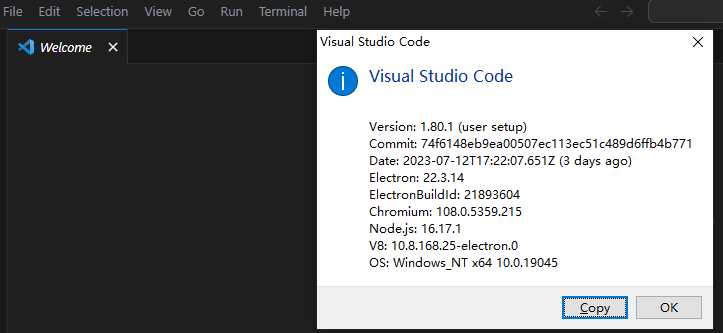 File Edit Selection View Go Run Terminal Help
Welcome
Visual Studio Code
Visual Studio Code
Version: 1.80.1 (user setup)
Commit: 74f6148eb9ea00507ec113ec51c489d6ffb4b771
Date: 2023-07-12T17:22:07.651Z (3 days ago)
Electron: 22.3.14
ElectronBuildId: 21893604
Chromium: 108.0.5359.215
Node.js: 16.17.1
V8: 10.8.168.25-electron.0
OS: Windows_NT x64 10.0.19045
Copy OK